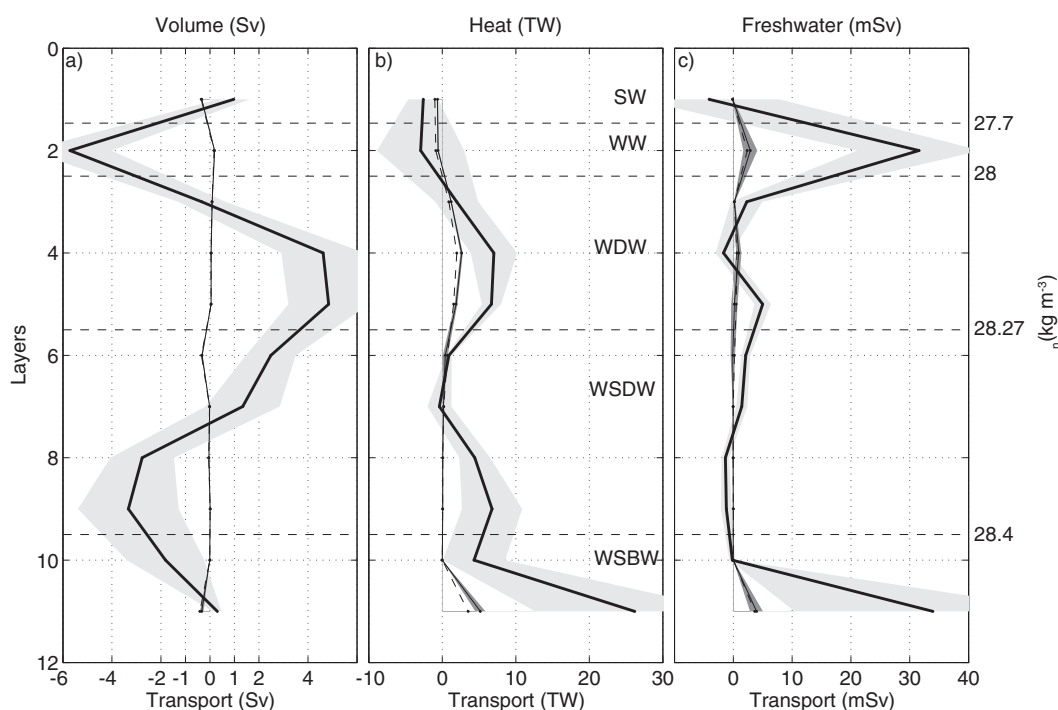 Volume (Sv)
Heat (TW)
Freshwater (mSv)
a)
b)
c)
0
2
4
6
8
10
12
Layers
SW
WW
WDW
WSDW
WSBW
27.7
28
28.27
28.4
n(kg m-3)
-6 -4 -2 -1 0 1 2 4
-10 0 10 20 30
0 10 20 30 40
Transport (Sv)
Transport (TW)
Transport (mSv)